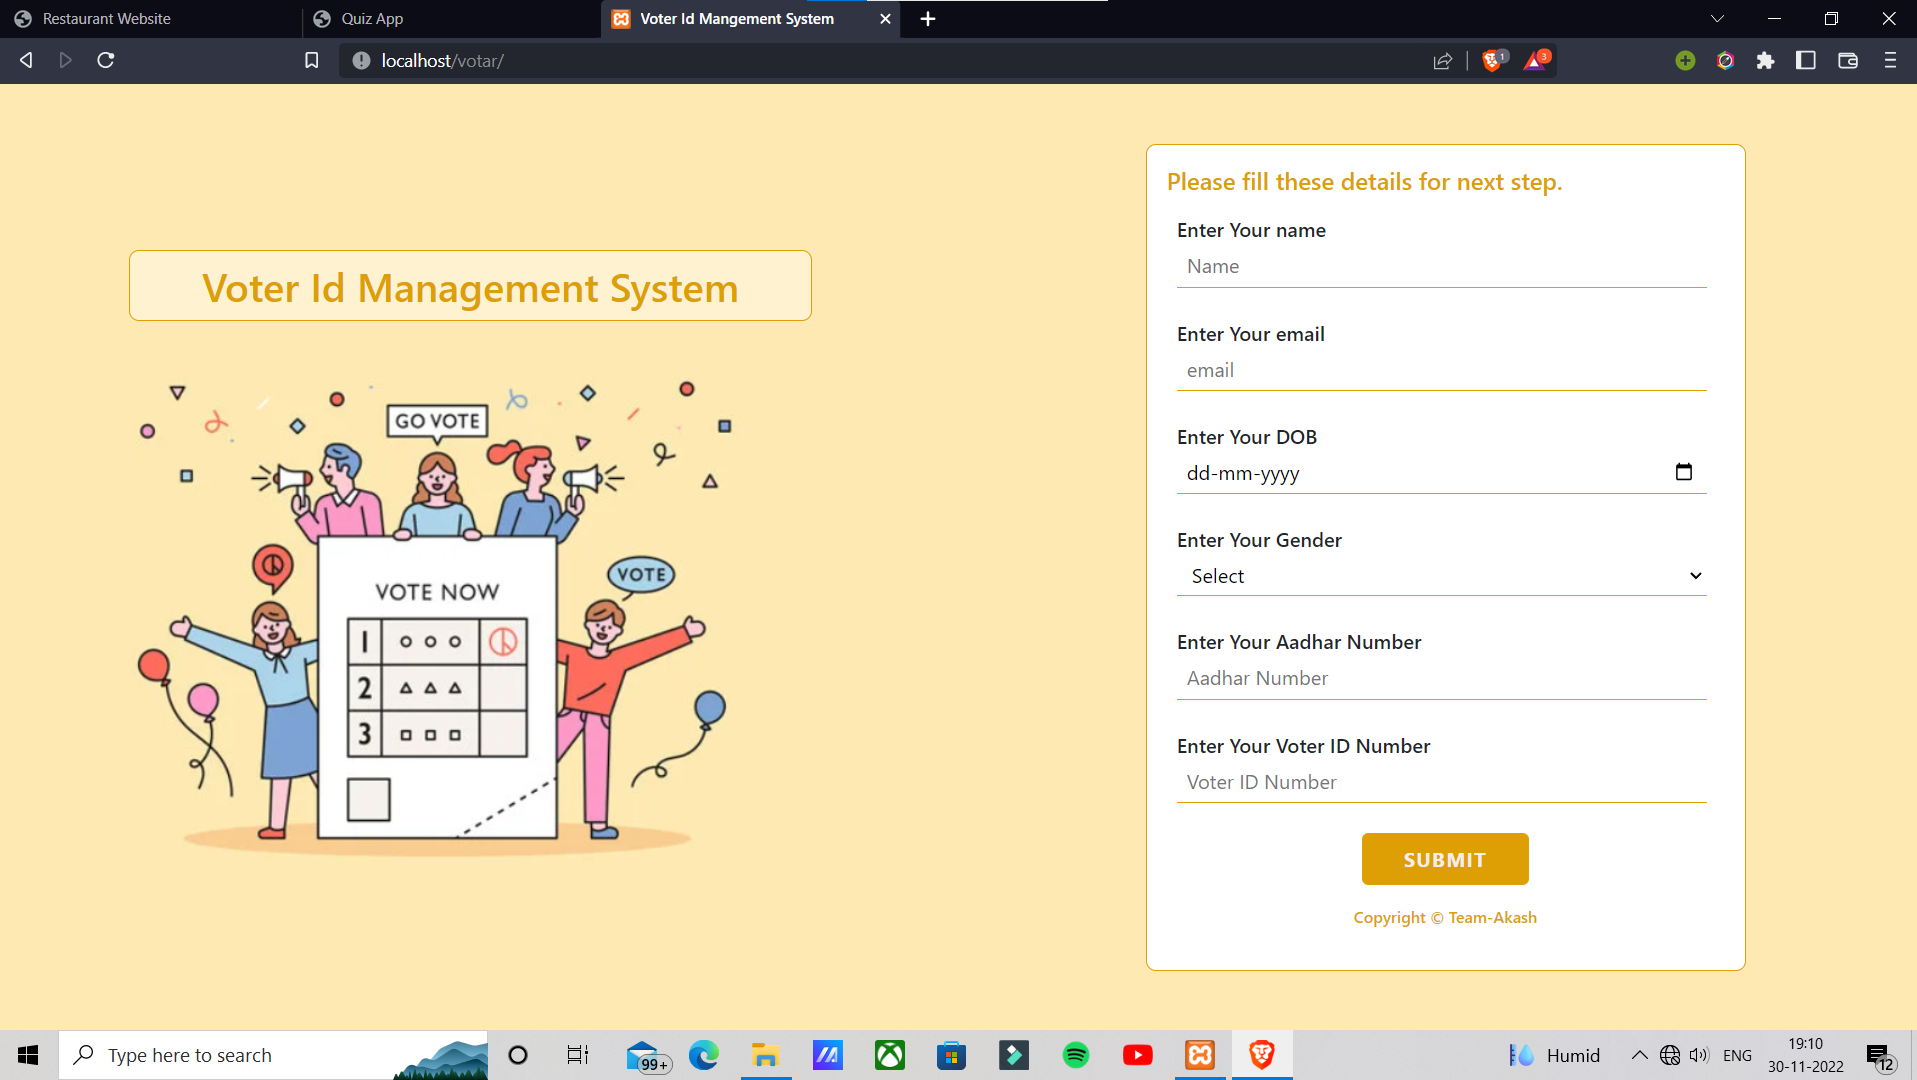 Restaurant Website
Quiz App
Voter Id Mangement System
localhost/votar/
1
3
Voter Id Management System
GO VOTE
VOTE
VOTE NOW
1
2
3
Please fill these details for next step.
Enter Your name
Name
Enter Your email
email
Enter Your DOB
dd-mm-yyyy
Enter Your Gender
Select
Enter Your Aadhar Number
Aadhar Number
Enter Your Voter ID Number
Voter ID Number
SUBMIT
Copyright © Team-Akash
Type here to search
99+
Humid
ENG
19:10
30-11-2022
12